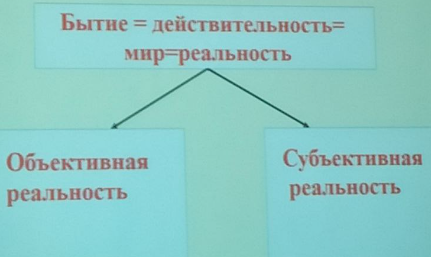 Бытие = действительность=
мир=реальность
Объективная
реальность
Субъективная
реальность